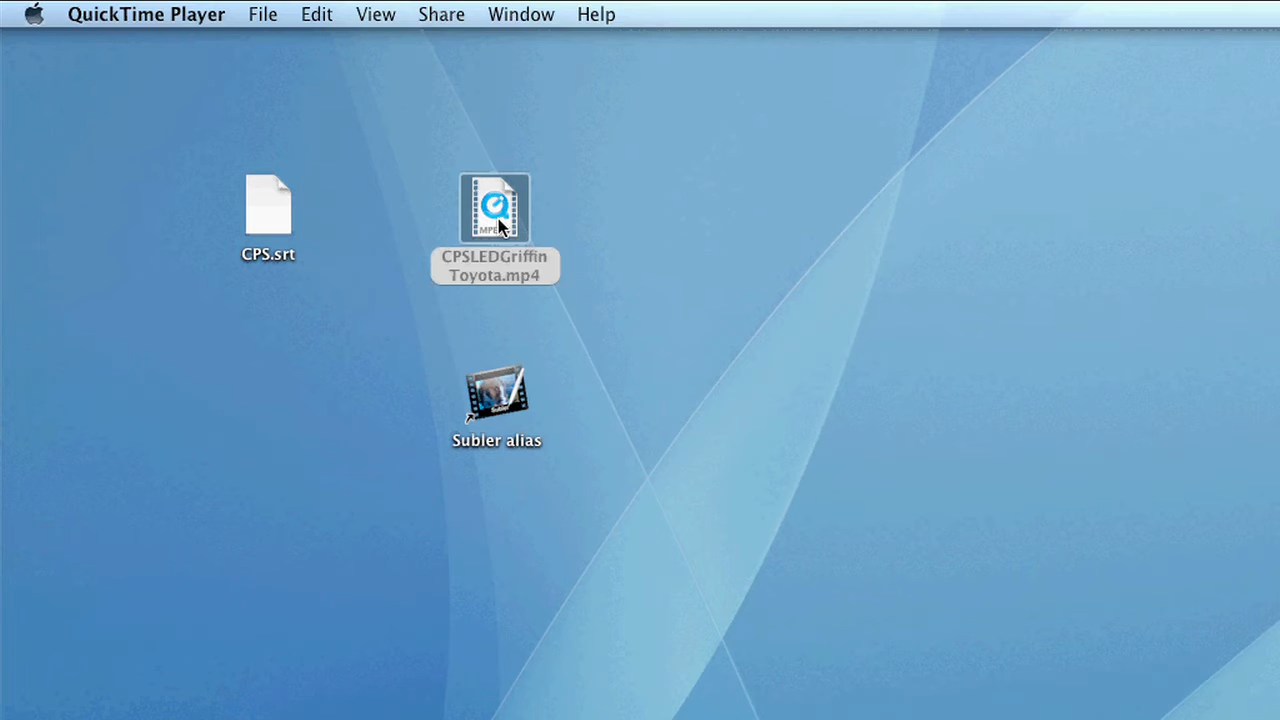 QuickTime Player File Edit View Share Window Help
CPS.srt
CPSLEDGriffin
Toyota.mp4
Subler alias